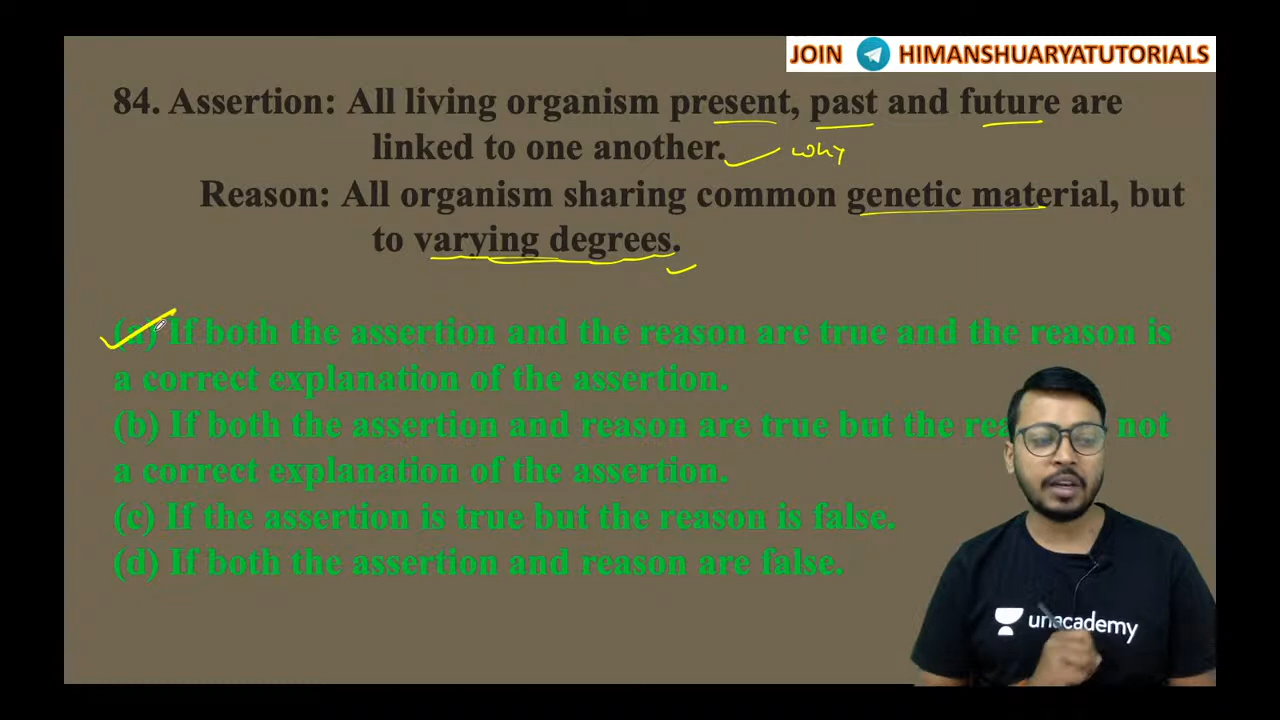 JOIN HIMANSHUARYATUTORIALS
84. Assertion: All living organism present, past and future are
linked to one another. why
Reason: All organism sharing common genetic material, but
to varying degrees.
(a) If both the assertion and the reason are true and the reason is
a correct explanation of the assertion.
(b) If both the assertion and reason are true but the not
a correct explanation of the assertion.
(c) If the assertion is true but the reason is false.
(d) If both the assertion and reason are false.
unacademy